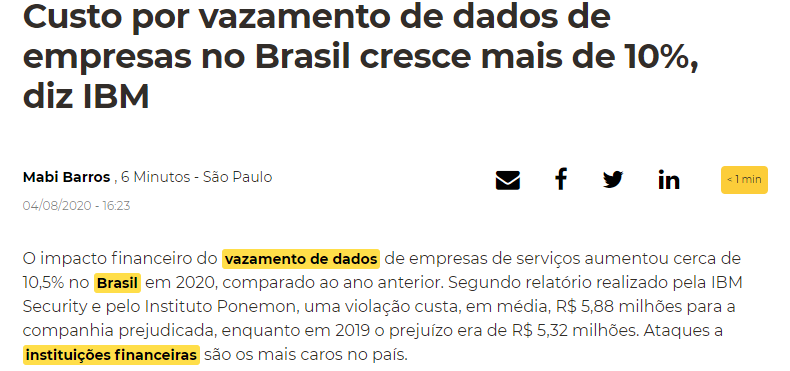 Custo por vazamento de dados de
empresas no Brasil cresce mais de 10%,
diz IBM
Mabi Barros , 6 Minutos - São Paulo
< 1 min
04/08/2020 - 16:23
O impacto financeiro do vazamento de dados de empresas de serviços aumentou cerca de
10,5% no Brasil em 2020, comparado ao ano anterior. Segundo relatório realizado pela IBM
Security e pelo Instituto Ponemon, uma violação custa, em média, R$ 5,88 milhões para a
companhia prejudicada, enquanto em 2019 o prejuízo era de R$ 5,32 milhões. Ataques a
instituições financeiras são os mais caros no país.